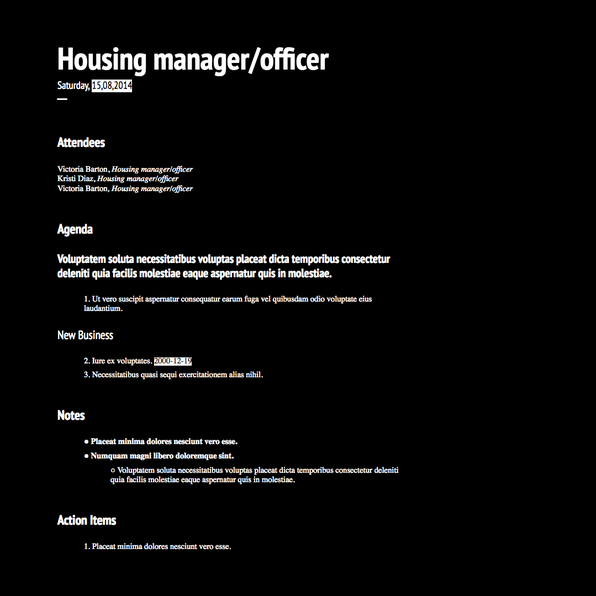 Housing manager/officer
Saturday, 15,08,2014
Attendees
Victoria Barton, Housing manager/officer
Kristi Diaz, Housing manager/officer
Victoria Barton, Housing manager/officer
Agenda
Voluptatem soluta necessitatibus voluptas placeat dicta temporibus consectetur
deleniti quia facilis molestiae eaque aspernatur quis in molestiae.
1. Ut vero suscipit aspernatur consequatur earum fuga vel quibusdam odio voluptate eius
laudantium.
New Business
2. Iure ex voluptates. 2000-12-19
3. Necessitatibus quasi sequi exercitationem alias nihil.
Notes
● Placeat minima dolores nesciunt vero esse.
● Numquam magni libero doloremque sint.
○ Voluptatem soluta necessitatibus voluptas placeat dicta temporibus consectetur deleniti
quia facilis molestiae eaque aspernatur quis in molestiae.
Action Items
1. Placeat minima dolores nesciunt vero esse.